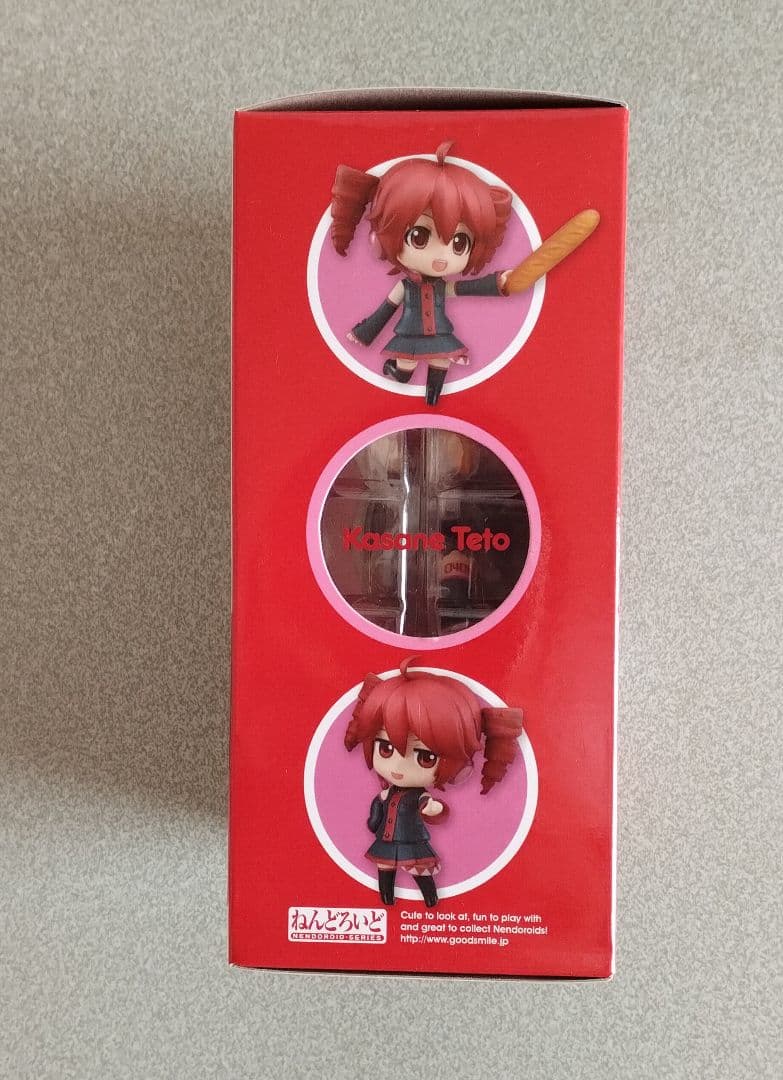 Kasane Teto
0401
ねんどろいど
NENDOROID·SERIES
Cute to look at, fun to play with
and great to collect Nendoroids!
http://www.goodsmile.jp